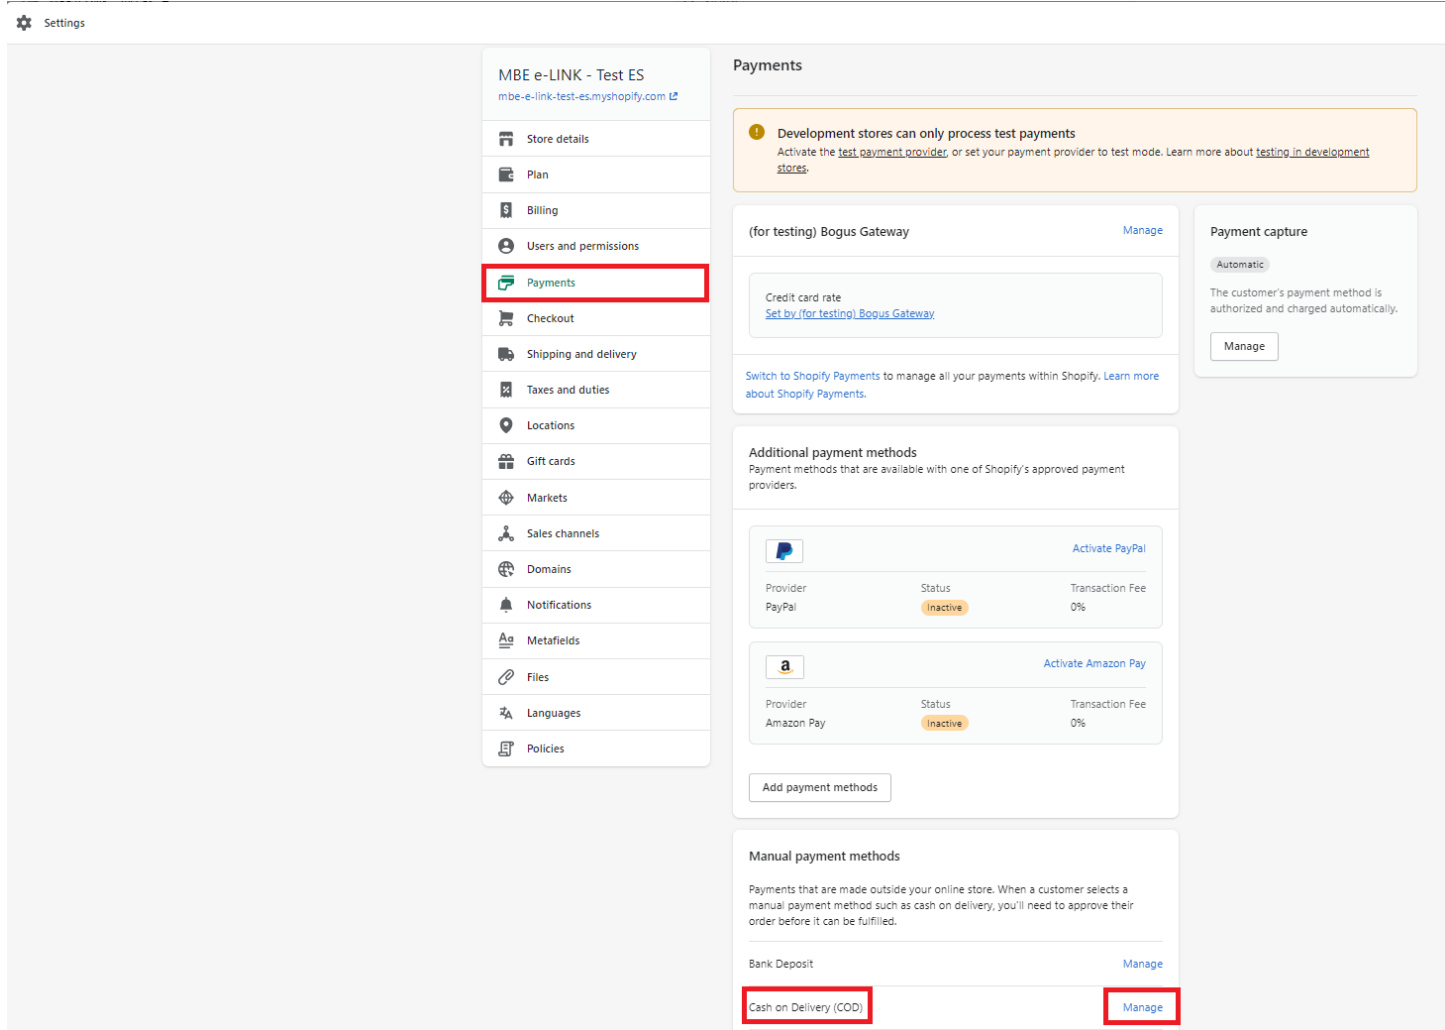 Settings
MBE e-LINK - Test ES
mbe-e-link-test-es.myshopify.com
Store details
Plan
Billing
Users and permissions
Payments
Checkout
Shipping and delivery
Taxes and duties
Locations
Gift cards
Markets
Sales channels
Domains
Notifications
Metafields
Files
Languages
Policies
Payments
Development stores can only process test payments
Activate the test payment provider, or set your payment provider to test mode. Learn more about testing in development
stores.
(for testing) Bogus Gateway
Manage
Credit card rate
Set by (for testing) Bogus Gateway
Switch to Shopify Payments to manage all your payments within Shopify. Learn more
about Shopify Payments.
Payment capture
Automatic
The customer's payment method is
authorized and charged automatically.
Manage
Additional payment methods
Payment methods that are available with one of Shopify's approved payment
providers.
Activate PayPal
Provider Status Transaction Fee
PayPal Inactive 0%
a
Activate Amazon Pay
Provider Status Transaction Fee
Amazon Pay Inactive 0%
Add payment methods
Manual payment methods
Payments that are made outside your online store. When a customer selects a
manual payment method such as cash on delivery, you'll need to approve their
order before it can be fulfilled.
Bank Deposit Manage
Cash on Delivery (COD) Manage